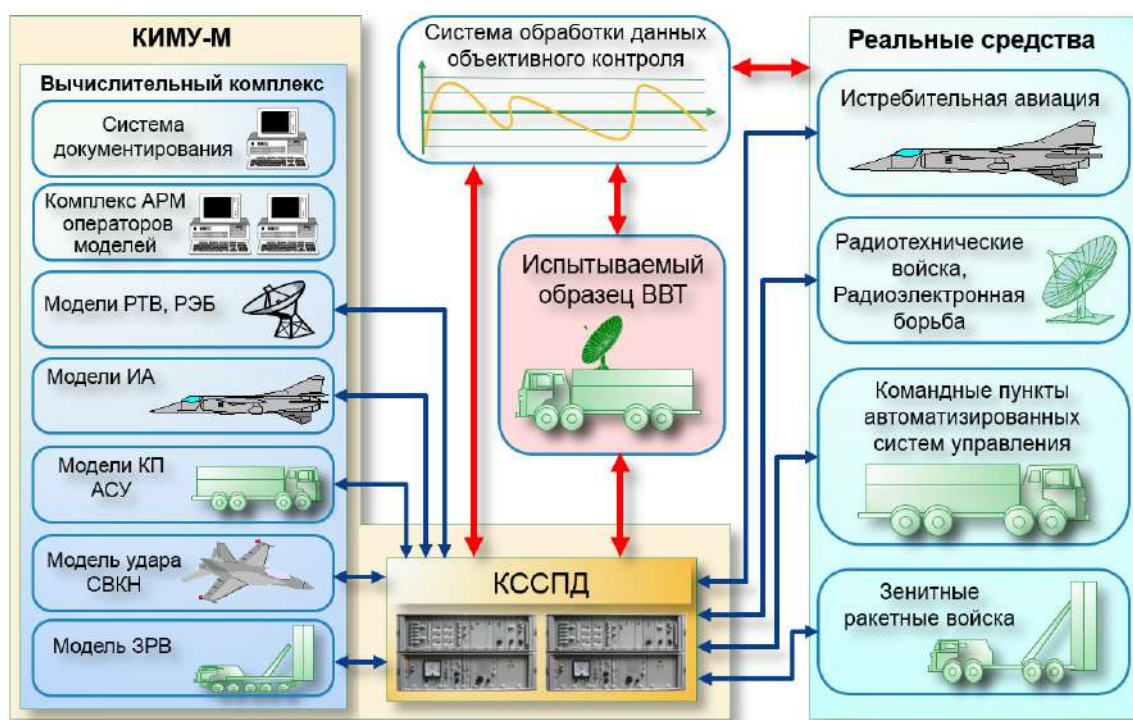 КИМУ-М
Вычислительный комплекс
Система
документирования
Комплекс АРМ
операторов
моделей
Модели РТВ, РЭБ
Модели ИА
Модели КП
АСУ
Модель удара
СВКН
Модель ЗРВ
Система обработки данных
объективного контроля
Испытываемый
образец ВВТ
КССПД
Реальные средства
Истребительная авиация
Радиотехнические
войска,
Радиоэлектронная
борьба
Командные пункты
автоматизированных
систем управления
Зенитные
ракетные войска